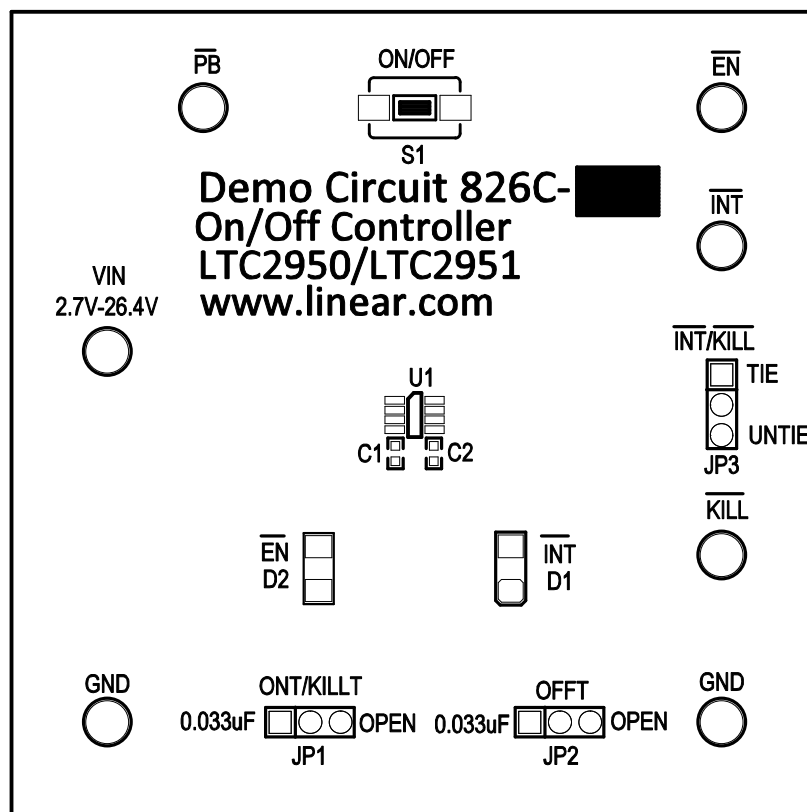 PB
ON/OFF
EN
S1
Demo Circuit 826C-
On/Off Controller
LTC2950/LTC2951
www.linear.com
INT
VIN
2.7V-26.4V
INT/KILL
TIE
UNTIE
JP3
U1
C1
C2
KILL
EN
D2
INT
D1
GND
ONT/KILLT
0.033uF
OPEN
JP1
OFFT
0.033uF
OPEN
JP2
GND